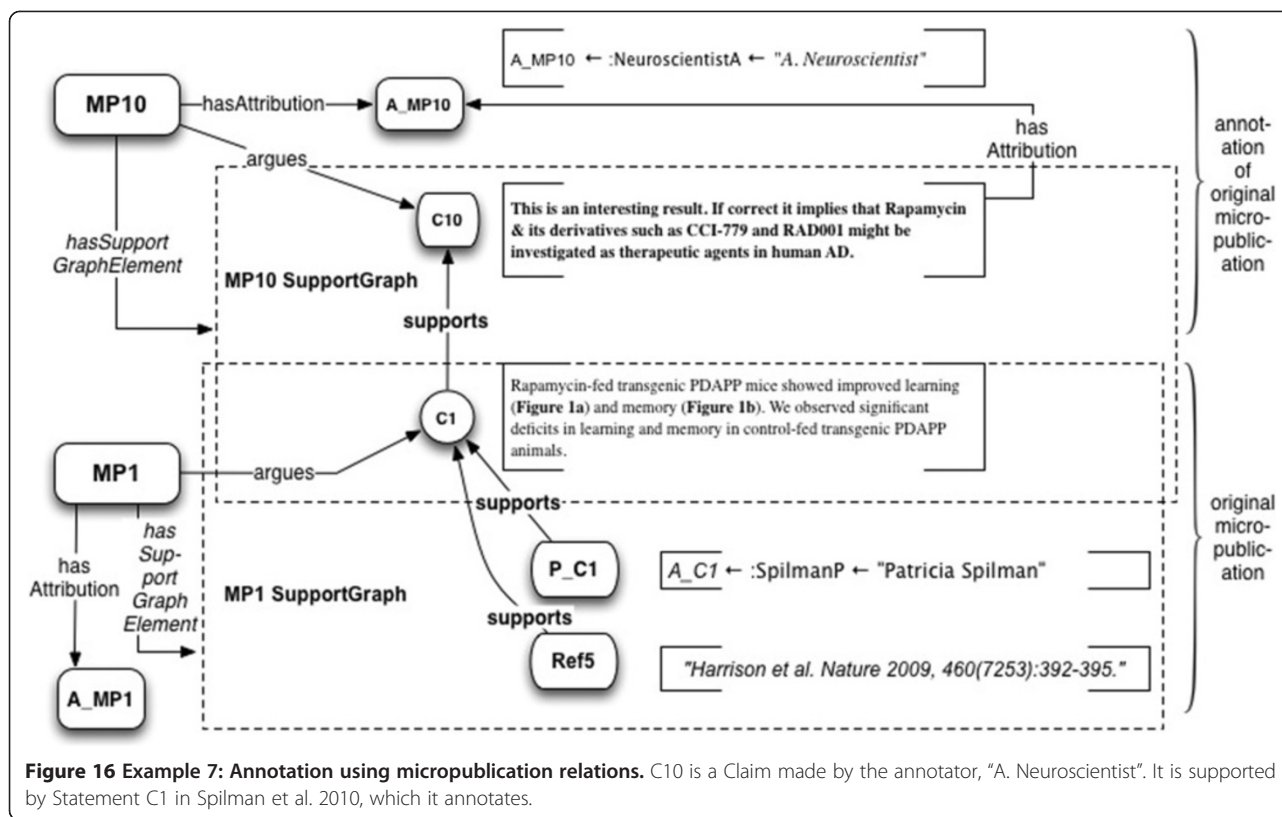 A_MP10 ← :NeuroscientistA ← "A. Neuroscientist"
MP10
hasAttribution
A_MP10
has
Attribution
argues
annot-
ation
of
original
micro-
public-
ation
C10
This is an interesting result. If correct it implies that Rapamycin
& its derivatives such as CCI-779 and RAD001 might be
investigated as therapeutic agents in human AD.
hasSupport
GraphElement
MP10 SupportGraph
supports
C1
Rapamycin-fed transgenic PDAPP mice showed improved learning
(Figure 1a) and memory (Figure 1b). We observed significant
deficits in learning and memory in control-fed transgenic PDAPP
animals.
MP1
argues
supports
original
micro-
public-
ation
has
Attribution
has
Sup-
port
Graph
Element
P_C1
A_C1 ← :SpilmanP ← "Patricia Spilman"
MP1 SupportGraph
supports
Ref5
"Harrison et al. Nature 2009, 460(7253):392-395."
A_MP1
Figure 16 Example 7: Annotation using micropublication relations. C10 is a Claim made by the annotator, “A. Neuroscientist”. It is supported
by Statement C1 in Spilman et al. 2010, which it annotates.